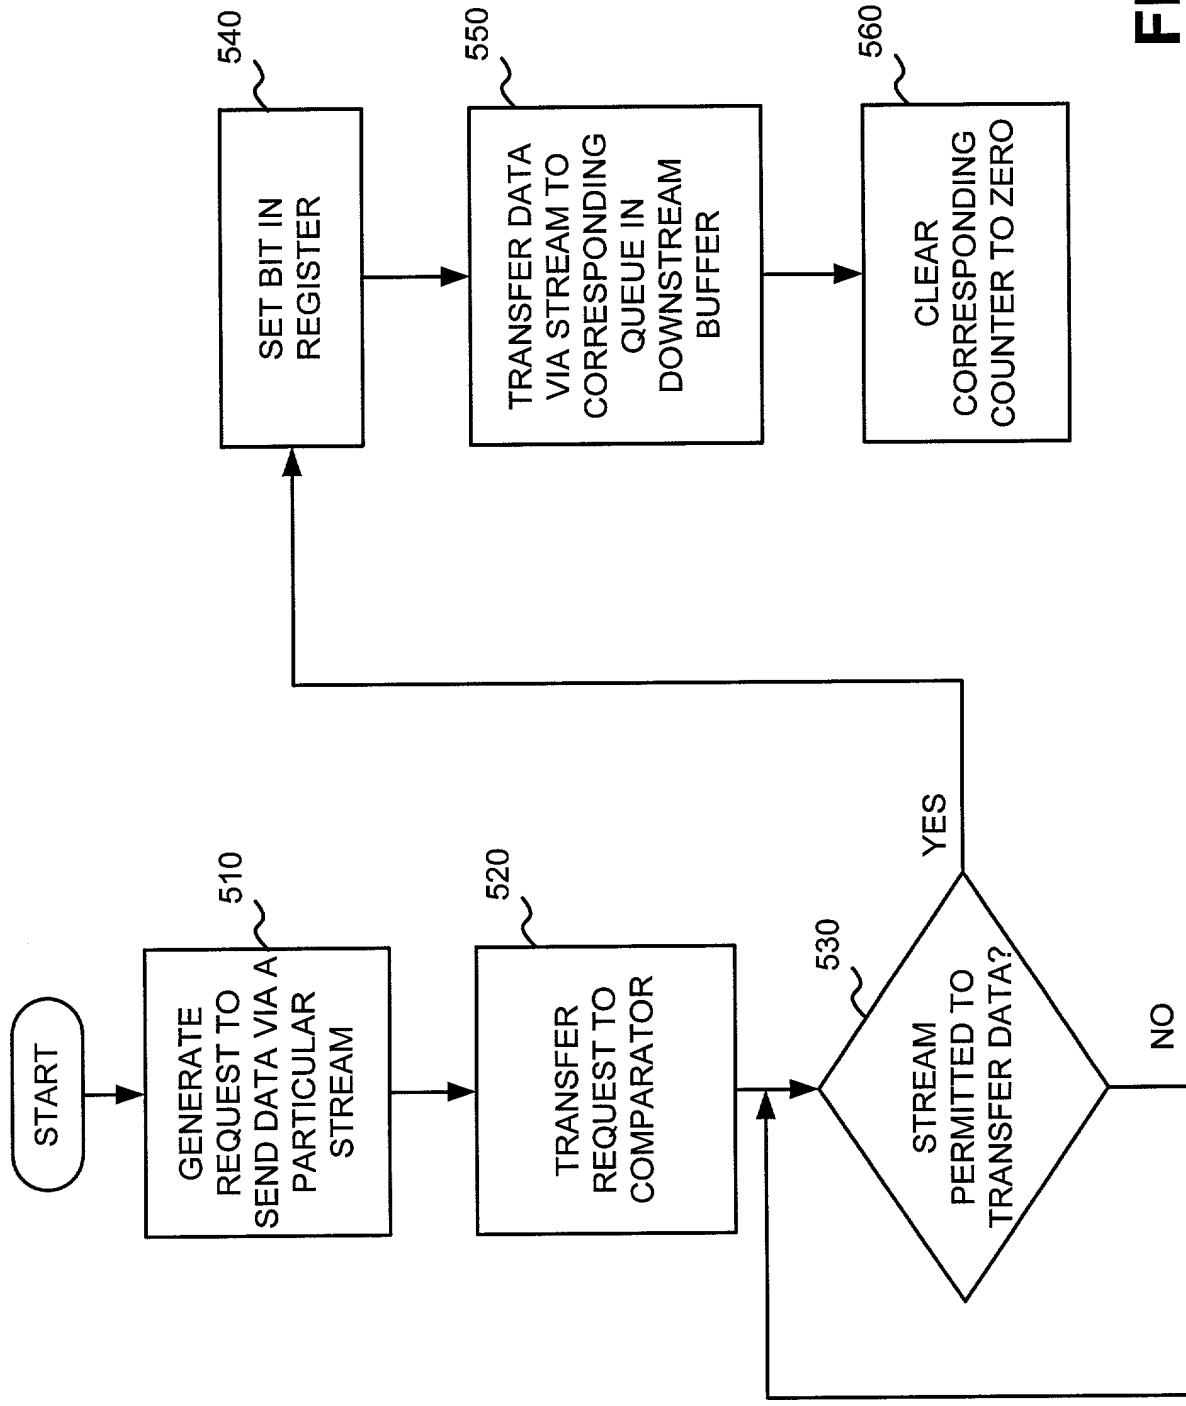 START
510
GENERATE
REQUEST TO
SEND DATA VIA A
PARTICULAR
STREAM
520
TRANSFER
REQUEST TO
COMPARATOR
530
STREAM
PERMITTED TO
TRANSFER DATA?
YES
NO
540
SET BIT IN
REGISTER
550
TRANSFER DATA
VIA STREAM TO
CORRESPONDING
QUEUE IN
DOWNSTREAM
BUFFER
560
CLEAR
CORRESPONDING
COUNTER TO ZERO